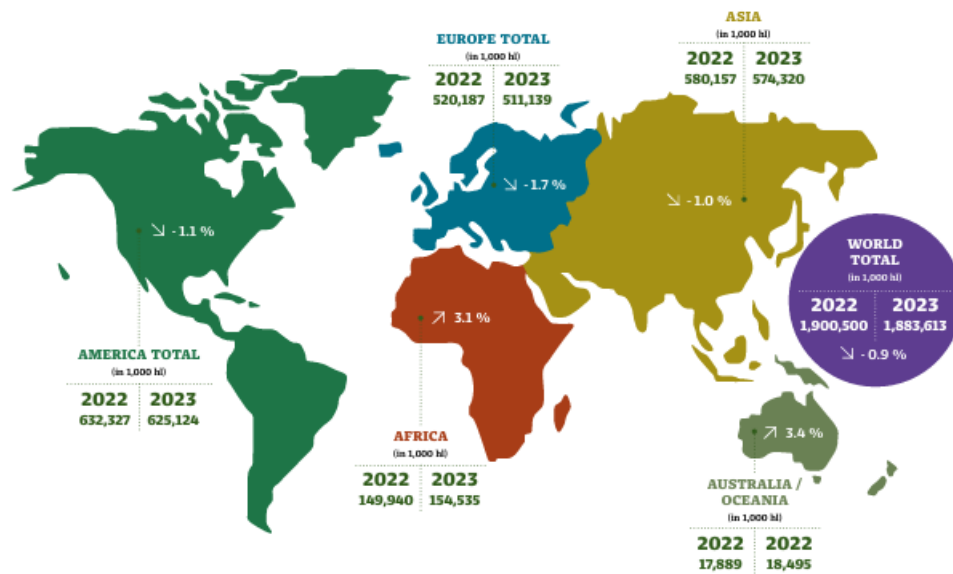 EUROPE TOTAL
(in 1,000 hl)
2022 2023
520,187 511,139
ASIA
(in 1,000 hl)
2022 2023
580,157 574,320
↘ -1.7 %
↘ -1.0 %
↘ -1.1 %
WORLD
TOTAL
(in 1,000 hl)
2022 2023
1,900,500 1,883,613
↘ -0.9 %
↗ 3.1 %
AMERICA TOTAL
(in 1,000 hl)
2022 2023
632,327 625,124
AFRICA
(in 1,000 hl)
2022 2023
149,940 154,535
↗ 3.4 %
AUSTRALIA /
OCEANIA
(in 1,000 hl)
2022 2022
17,889 18,495